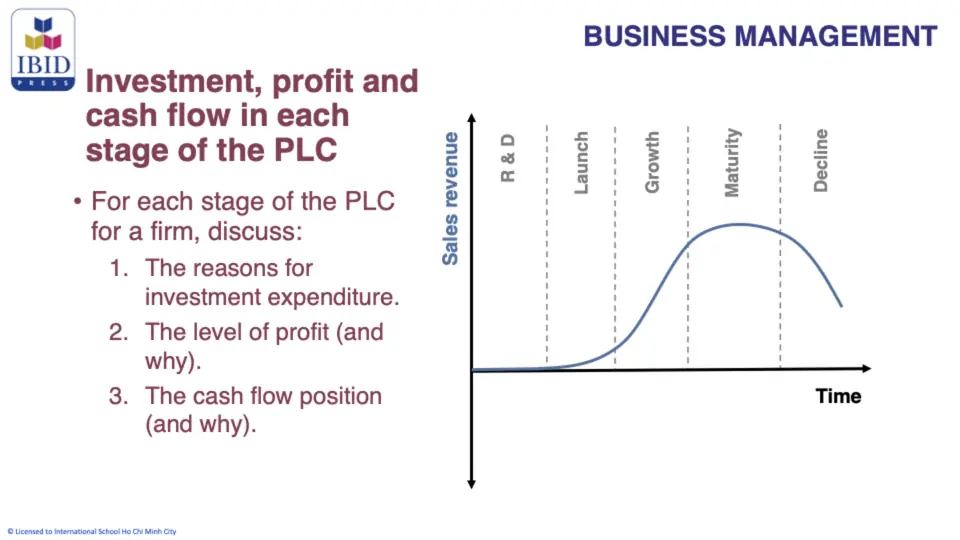 IBID
PRESS
BUSINESS MANAGEMENT
Investment, profit and
cash flow in each
stage of the PLC
• For each stage of the PLC
for a firm, discuss:
1. The reasons for
investment expenditure.
2. The level of profit (and
why).
3. The cash flow position
(and why).
Sales revenue
R & D
Launch
Growth
Maturity
Decline
Time
© Licensed to International School Ho Chi Minh City